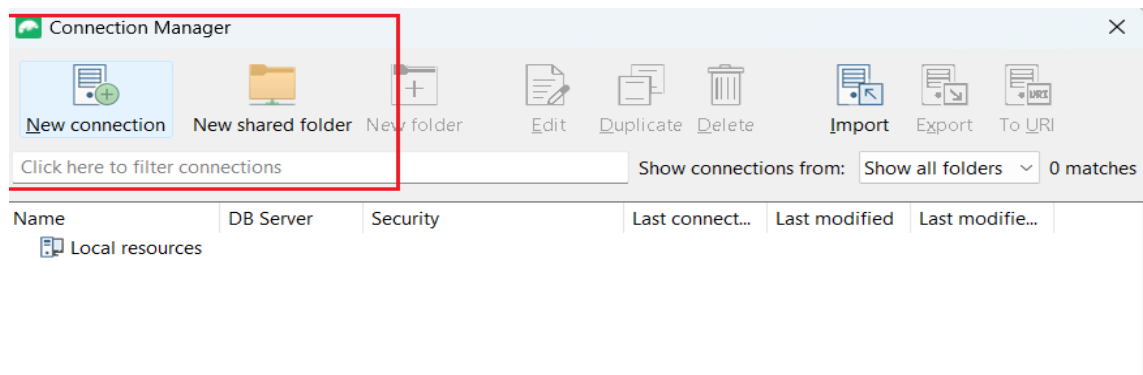 Connection Manager
New connection New shared folder New folder Edit Duplicate Delete Import Export To URI
Click here to filter connections Show connections from: Show all folders 0 matches
Name DB Server Security Last connect... Last modified Last modifie...
Local resources